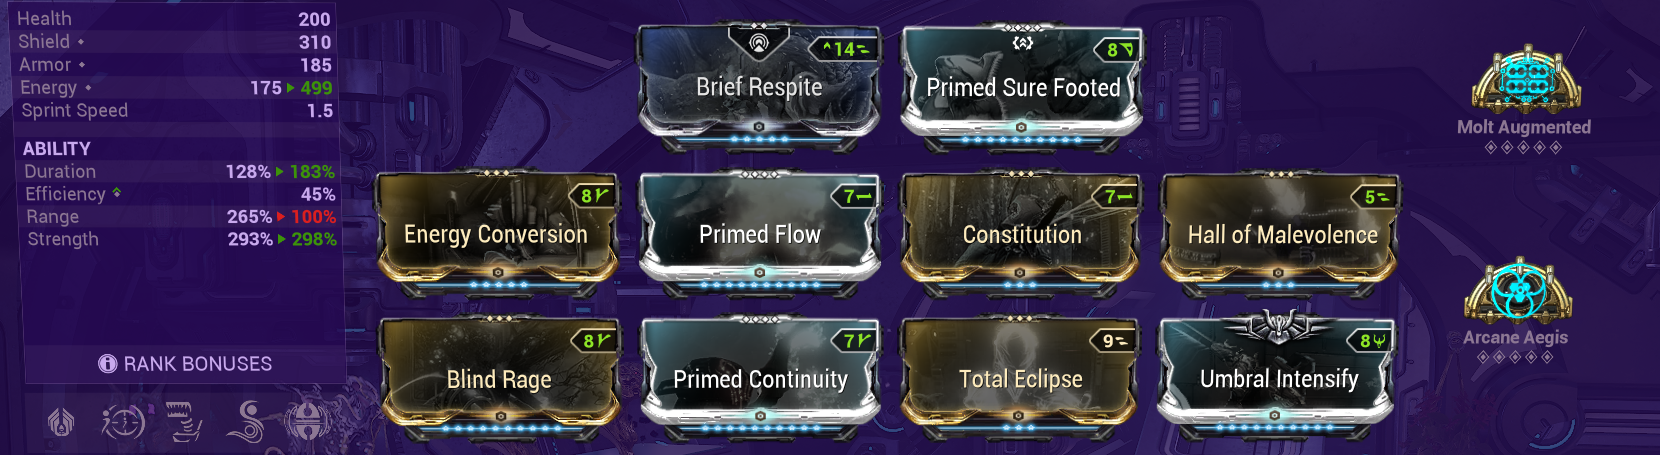 Health 200
Shield 310
Armor 185
Energy 175 499
Sprint Speed 1.5
ABILITY
Duration 128% 183%
Efficiency 45%
Range 265% 100%
Strength 293% 298%
RANK BONUSES
14
Brief Respite
8
Primed Sure Footed
8
Energy Conversion
7
Primed Flow
7
Constitution
5
Hall of Malevolence
8
Blind Rage
7
Primed Continuity
9
Total Eclipse
8
Umbral Intensify
Molt Augmented
Arcane Aegis